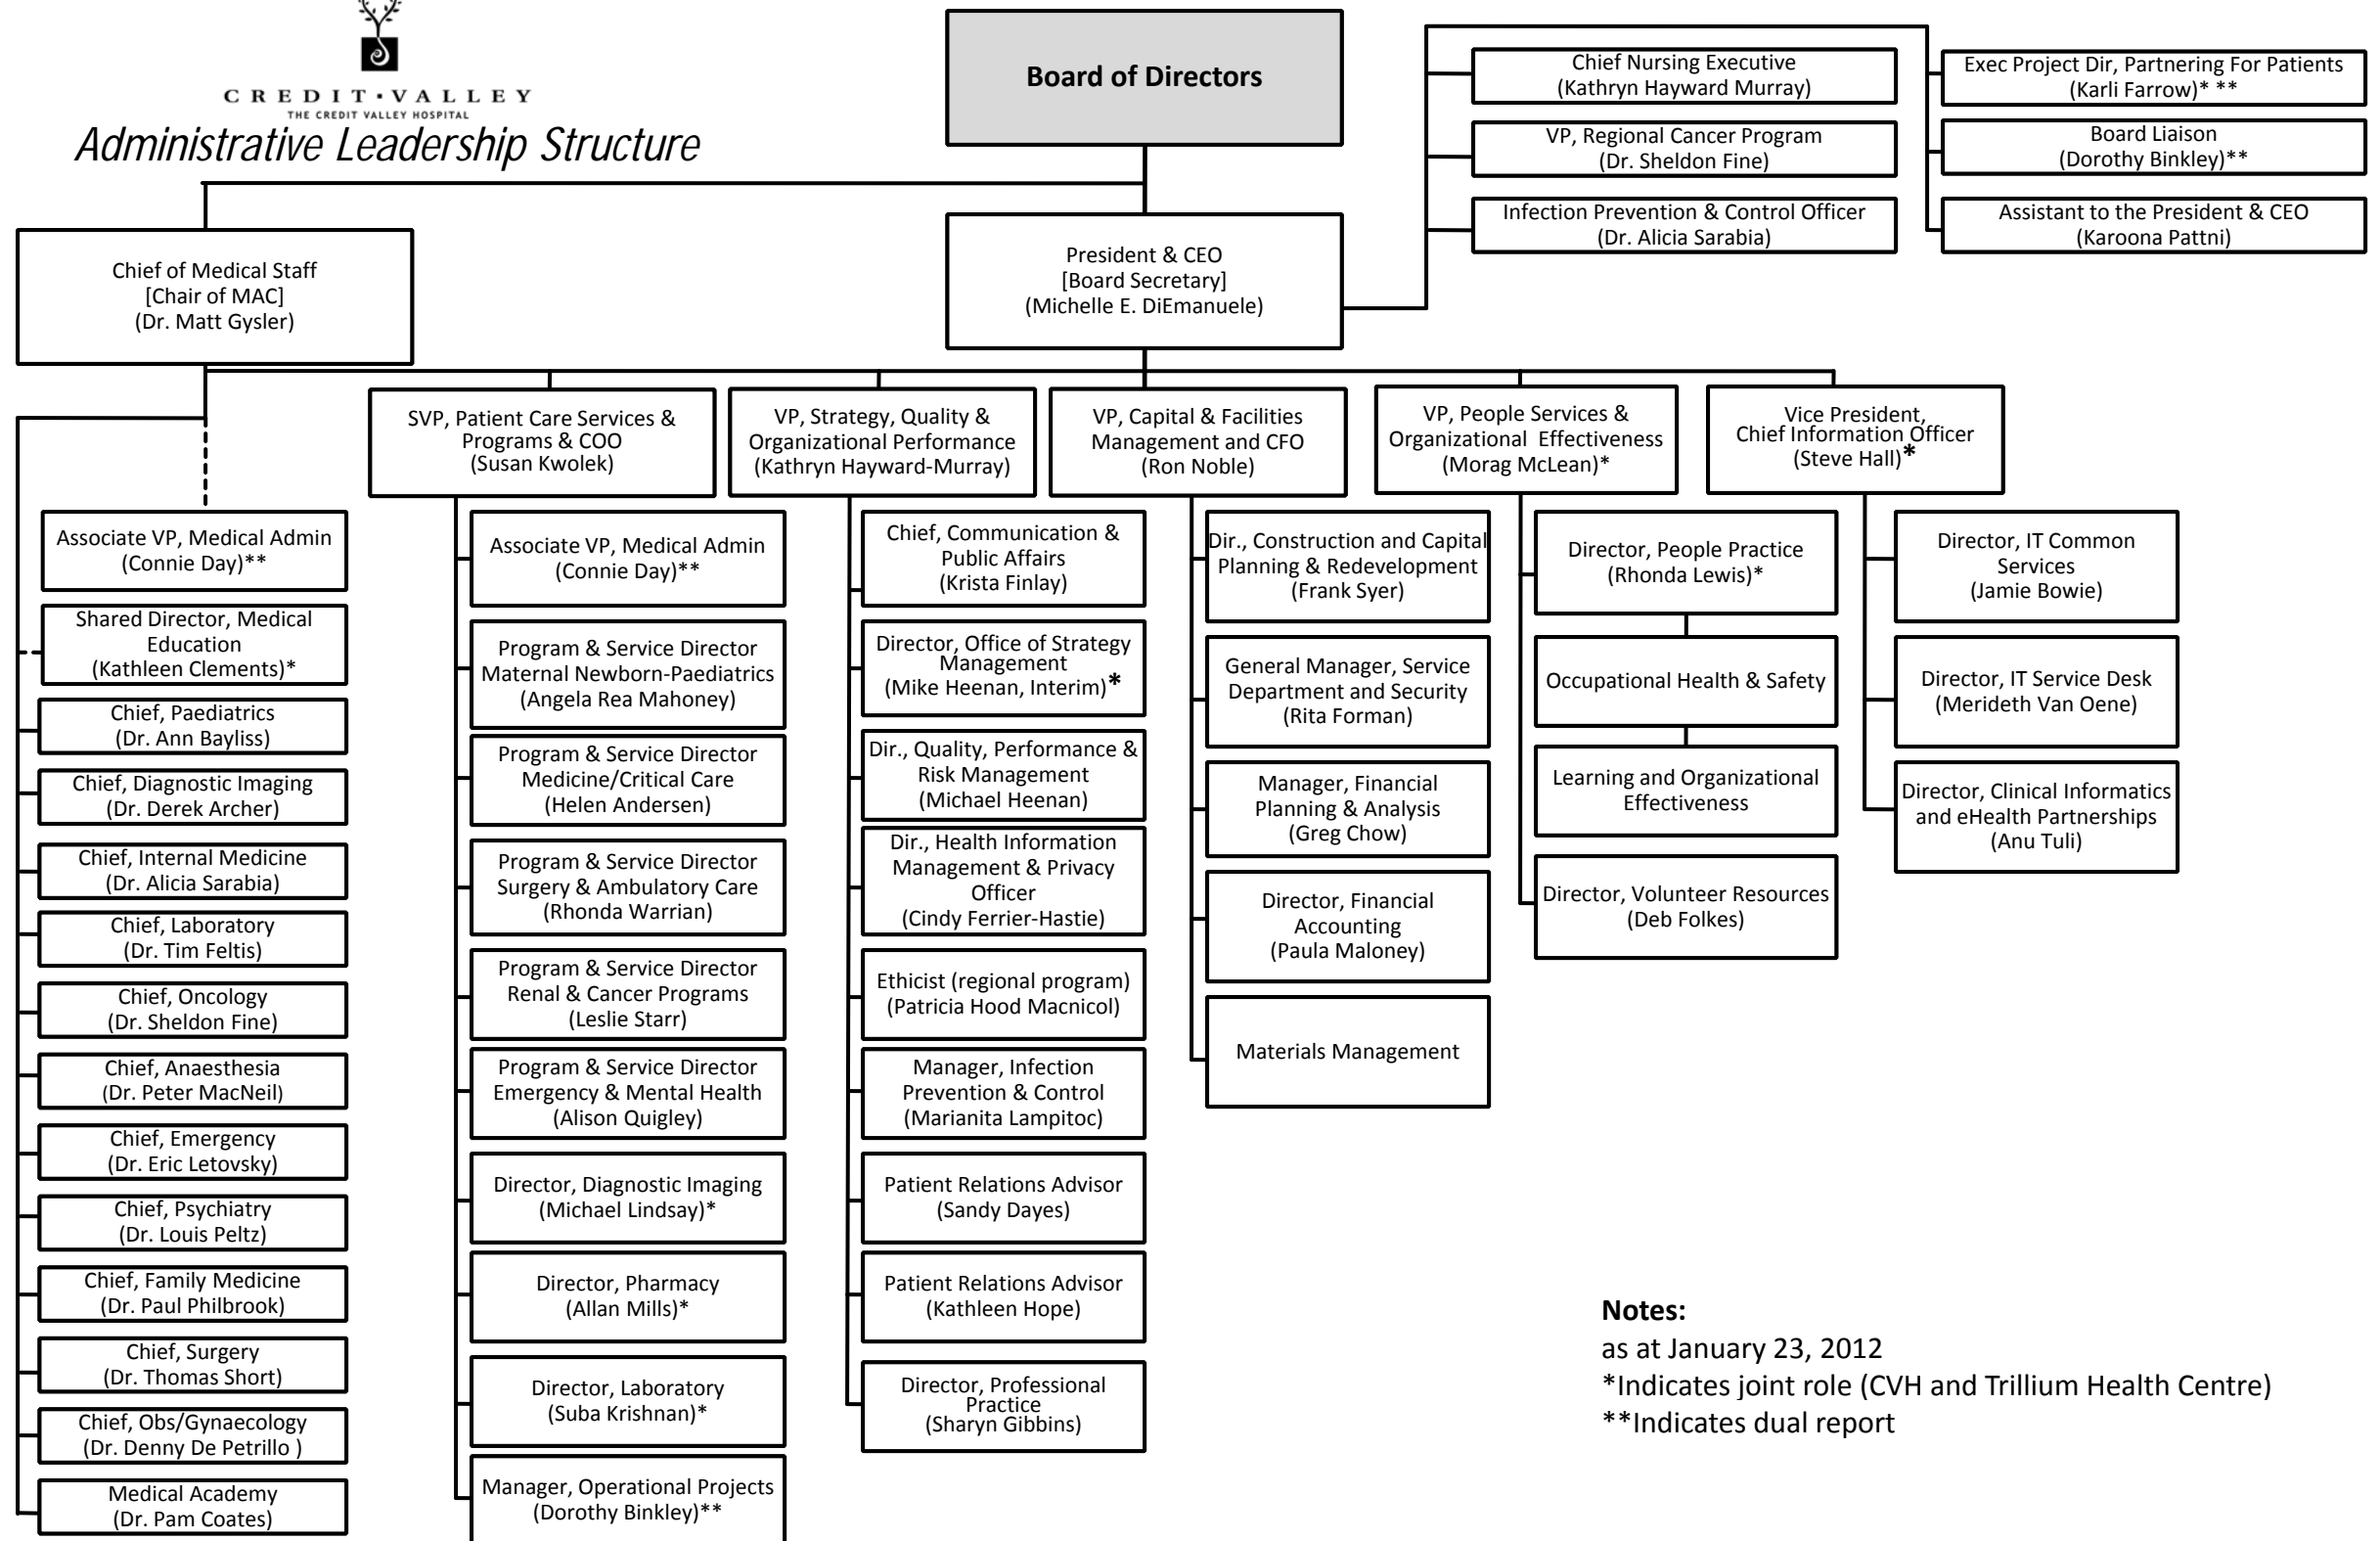 CREDIT▪VALLEY
THE CREDIT VALLEY HOSPITAL
Administrative Leadership Structure
Board of Directors
Chief Nursing Executive
(Kathryn Hayward Murray)
VP, Regional Cancer Program
(Dr. Sheldon Fine)
Infection Prevention & Control Officer
(Dr. Alicia Sarabia)
Exec Project Dir, Partnering For Patients
(Karli Farrow)* **
Board Liaison
(Dorothy Binkley)**
Assistant to the President & CEO
(Karoona Pattni)
Chief of Medical Staff
[Chair of MAC]
(Dr. Matt Gysler)
President & CEO
[Board Secretary]
(Michelle E. DiEmanuele)
SVP, Patient Care Services &
Programs & COO
(Susan Kwolek)
VP, Strategy, Quality &
Organizational Performance
(Kathryn Hayward-Murray)
VP, Capital & Facilities
Management and CFO
(Ron Noble)
VP, People Services &
Organizational Effectiveness
(Morag McLean)*
Vice President,
Chief Information Officer
(Steve Hall)*
Associate VP, Medical Admin
(Connie Day)**
Shared Director, Medical
Education
(Kathleen Clements)*
Chief, Paediatrics
(Dr. Ann Bayliss)
Chief, Diagnostic Imaging
(Dr. Derek Archer)
Chief, Internal Medicine
(Dr. Alicia Sarabia)
Chief, Laboratory
(Dr. Tim Feltis)
Chief, Oncology
(Dr. Sheldon Fine)
Chief, Anaesthesia
(Dr. Peter MacNeil)
Chief, Emergency
(Dr. Eric Letovsky)
Chief, Psychiatry
(Dr. Louis Peltz)
Chief, Family Medicine
(Dr. Paul Philbrook)
Chief, Surgery
(Dr. Thomas Short)
Chief, Obs/Gynaecology
(Dr. Denny De Petrillo )
Medical Academy
(Dr. Pam Coates)
Associate VP, Medical Admin
(Connie Day)**
Program & Service Director
Maternal Newborn-Paediatrics
(Angela Rea Mahoney)
Program & Service Director
Medicine/Critical Care
(Helen Andersen)
Program & Service Director
Surgery & Ambulatory Care
(Rhonda Warrian)
Program & Service Director
Renal & Cancer Programs
(Leslie Starr)
Program & Service Director
Emergency & Mental Health
(Alison Quigley)
Director, Diagnostic Imaging
(Michael Lindsay)*
Director, Pharmacy
(Allan Mills)*
Director, Laboratory
(Suba Krishnan)*
Manager, Operational Projects
(Dorothy Binkley)**
Chief, Communication &
Public Affairs
(Krista Finlay)
Director, Office of Strategy
Management
(Mike Heenan, Interim)*
Dir., Quality, Performance &
Risk Management
(Michael Heenan)
Dir., Health Information
Management & Privacy
Officer
(Cindy Ferrier-Hastie)
Ethicist (regional program)
(Patricia Hood Macnicol)
Manager, Infection
Prevention & Control
(Marianita Lampitoc)
Patient Relations Advisor
(Sandy Dayes)
Patient Relations Advisor
(Kathleen Hope)
Director, Professional
Practice
(Sharyn Gibbins)
Dir., Construction and Capital
Planning & Redevelopment
(Frank Syer)
General Manager, Service
Department and Security
(Rita Forman)
Manager, Financial
Planning & Analysis
(Greg Chow)
Director, Financial
Accounting
(Paula Maloney)
Materials Management
Director, People Practice
(Rhonda Lewis)*
Occupational Health & Safety
Learning and Organizational
Effectiveness
Director, Volunteer Resources
(Deb Folkes)
Director, IT Common
Services
(Jamie Bowie)
Director, IT Service Desk
(Merideth Van Oene)
Director, Clinical Informatics
and eHealth Partnerships
(Anu Tuli)
Notes:
as at January 23, 2012
*Indicates joint role (CVH and Trillium Health Centre)
**Indicates dual report